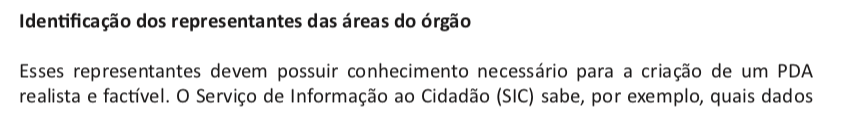 Identificação dos representantes das áreas do órgão
Esses representantes devem possuir conhecimento necessário para a criação de um PDA
realista e factível. O Serviço de Informação ao Cidadão (SIC) sabe, por exemplo, quais dados